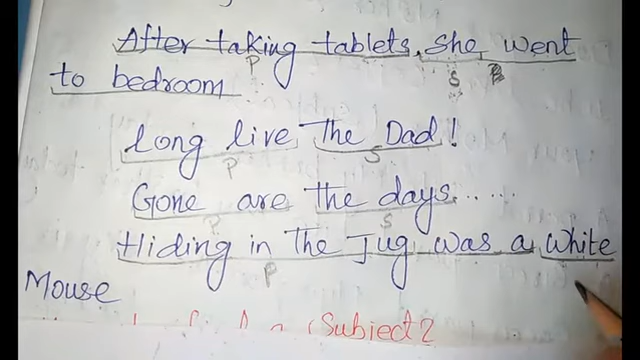 After taking tablets, she went
P S P
to bedroom
Long live The Dad!
P S
Gone are the days......
P S
Hiding in The Jug was a white
P
Mouse
(Subject?